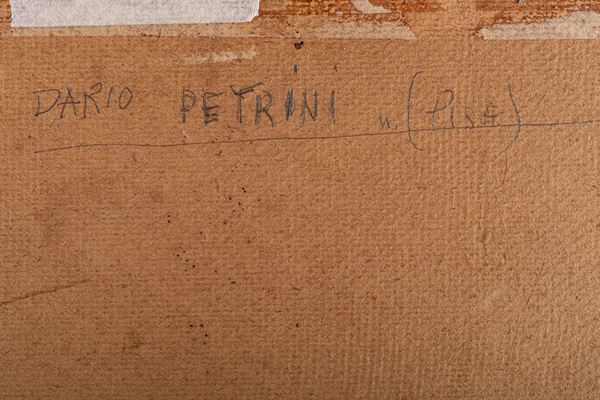 DARIO PETRINI n. (PISA)